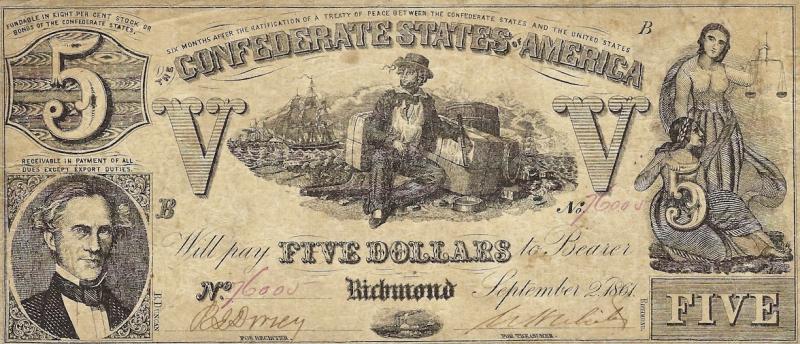 FUNDABLE IN EIGHT PER CENT STOCK OR
BONDS OF THE CONFEDERATE STATES.
SIX MONTHS AFTER THE RATIFICATION OF A TREATY OF PEACE BETWEEN THE CONFEDERATE STATES AND THE UNITED STATES
B
THE CONFEDERATE STATES OF AMERICA
5
V
V
RECEIVABLE IN PAYMENT OF ALL
DUES EXCEPT EXPORT DUTIES.
5
B
No. 76005
Will pay FIVE DOLLARS to Bearer
No. 76005 Richmond September 2, 1861
FIVE
FOR REGISTER.
FOR TREASURER.